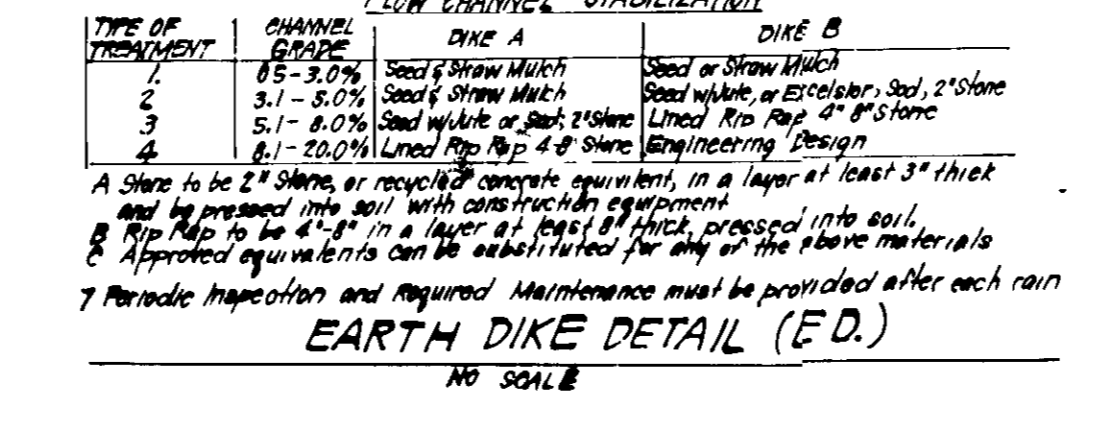 FLOW CHANNEL STABILIZATION
TYPE OF TREATMENT CHANNEL GRADE DIKE A DIKE B
1. 05-3.0% Seed & Straw Mulch Seed or Straw Mulch
2 3.1-5.0% Seed & Straw Mulch Seed w/Jute, or Excelsior, Sod, 2" Stone
3 5.1-8.0% Seed w/Jute or Sod; 2" Stone Lined Rip Rap 4" 8" Stone
4 8.1-20.0% Lined Rip Rap 4-8" Stone Engineering Design
A Stone to be 2" Stone, or recycled concrete equivilent, in a layer at least 3" thick
and be pressed into soil with construction equipment
B Rip Rap to be 4"-8" in a layer at least 8" thick, pressed into soil.
C Approved equivalents can be substituted for any of the above materials
7 Periodic Inspection and Required Maintenance must be provided after each rain
EARTH DIKE DETAIL (E D.)
NO SCALE